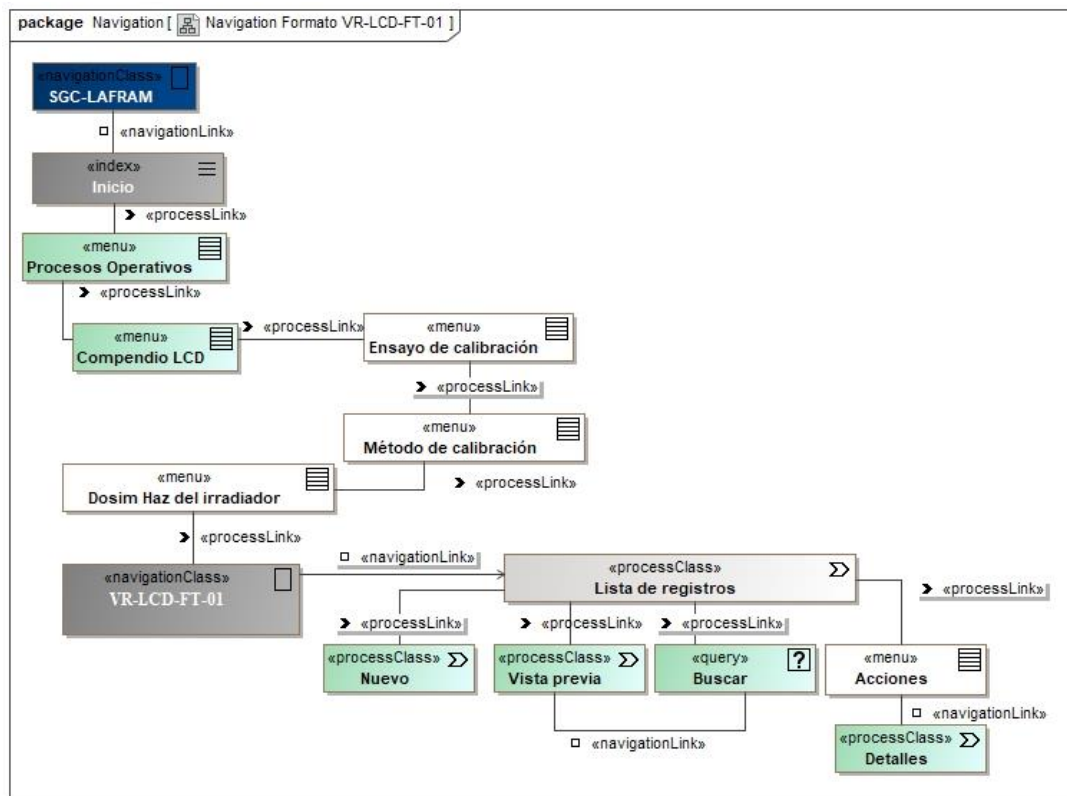 package Navigation [ Navigation Formato VR-LCD-FT-01 ]
«navigationClass»
SGC-LAFRAM
«navigationLink»
«index»
Inicio
«processLink»
«menu»
Procesos Operativos
«processLink»
«menu»
Compendio LCD
«processLink»
«menu»
Ensayo de calibración
«processLink»
«menu»
Método de calibración
«processLink»
«menu»
Dosim Haz del irradiador
«processLink»
«navigationClass»
VR-LCD-FT-01
«navigationLink»
«processClass»
Lista de registros
«processLink»
«processLink»
«processLink»
«processLink»
«processClass»
Nuevo
«processClass»
Vista previa
«query»
?
Buscar
«menu»
Acciones
«navigationLink»
«navigationLink»
«processClass»
Detalles